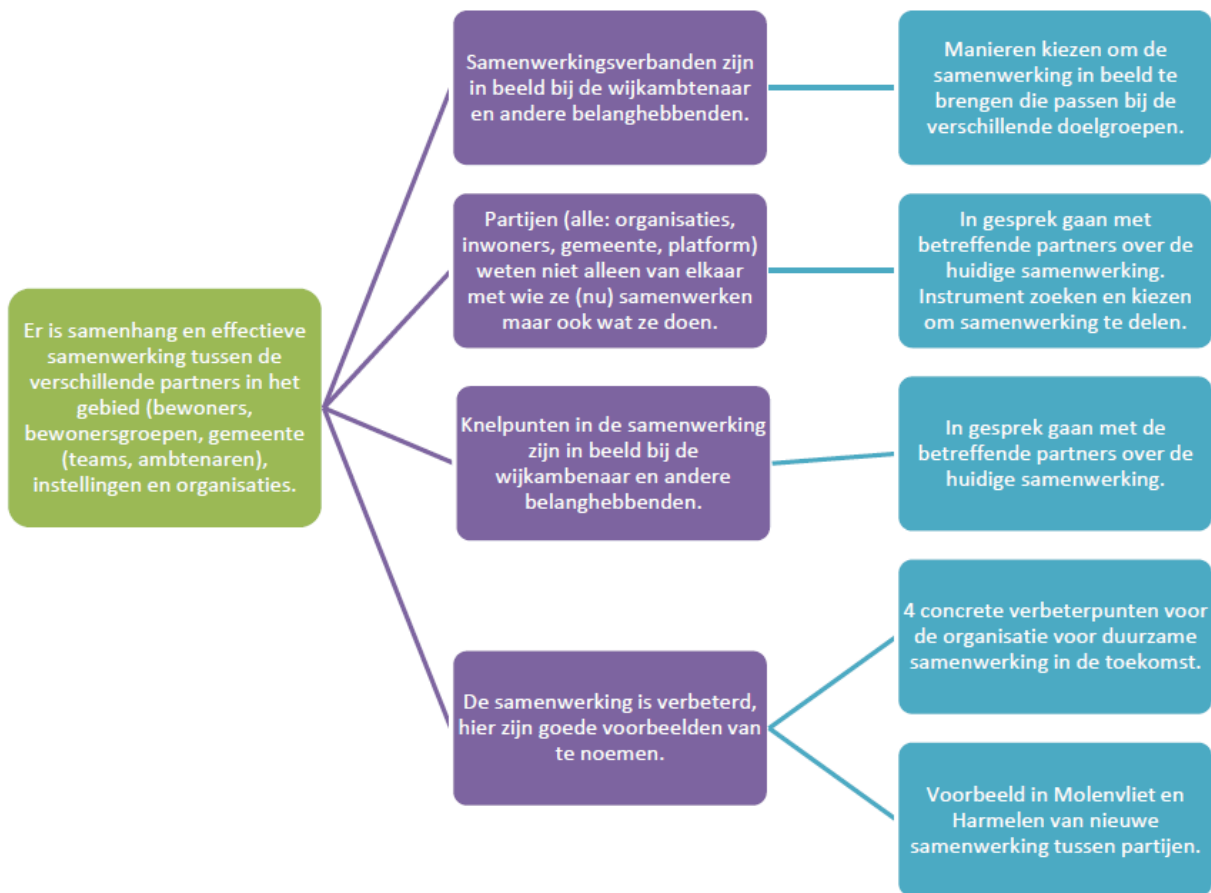 Er is samenhang en effectieve
samenwerking tussen de
verschillende partners in het
gebied (bewoners,
bewonersgroepen, gemeente
(teams, ambtenaren),
instellingen en organisaties.
Samenwerkingsverbanden zijn
in beeld bij de wijkambtenaar
en andere belanghebbenden.
Manieren kiezen om de
samenwerking in beeld te
brengen die passen bij de
verschillende doelgroepen.
Partijen (alle: organisaties,
inwoners, gemeente, platform)
weten niet alleen van elkaar
met wie ze (nu) samenwerken
maar ook wat ze doen.
In gesprek gaan met
betreffende partners over de
huidige samenwerking.
Instrument zoeken en kiezen
om samenwerking te delen.
Knelpunten in de samenwerking
zijn in beeld bij de
wijkambenaar en andere
belanghebbenden.
In gesprek gaan met de
betreffende partners over de
huidige samenwerking.
De samenwerking is verbeterd,
hier zijn goede voorbeelden van
te noemen.
4 concrete verbeterpunten voor
de organisatie voor duurzame
samenwerking in de toekomst.
Voorbeeld in Molenvliet en
Harmelen van nieuwe
samenwerking tussen partijen.